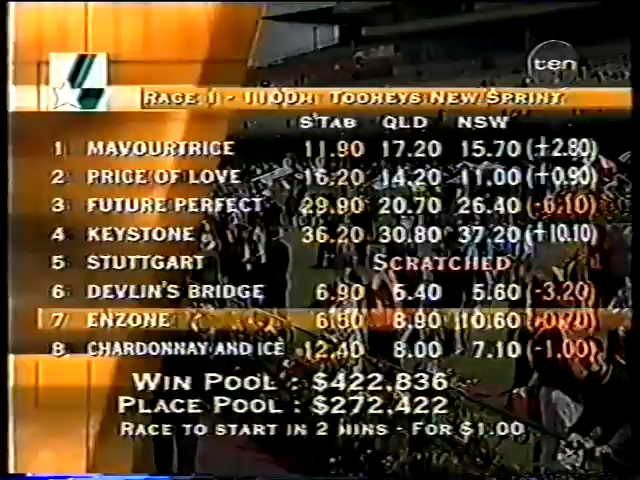 ten
RACE 1 - 1100M TOOHEYS NEW SPRINT
STAB QLD NSW
1 MAVOURTRICE 11.90 17.20 15.70 (+2.80)
2 PRICE OF LOVE 16.20 14.20 11.00 (+0.90)
3 FUTURE PERFECT 29.90 20.70 26.40 (-6.10)
4 KEYSTONE 36.20 30.80 37.20 (+10.10)
5 STUTTGART SCRATCHED
6 DEVLIN'S BRIDGE 6.90 6.40 5.60 -3.20)
7 ENZONE 8.90 10.60
8 CHARDONNAY AND ICE 12.40 8.00 7.10 (-1.00)
WIN POOL : $422,836
PLACE POOL : $272,422
RACE TO START IN 2 MINS - FOR $1.00